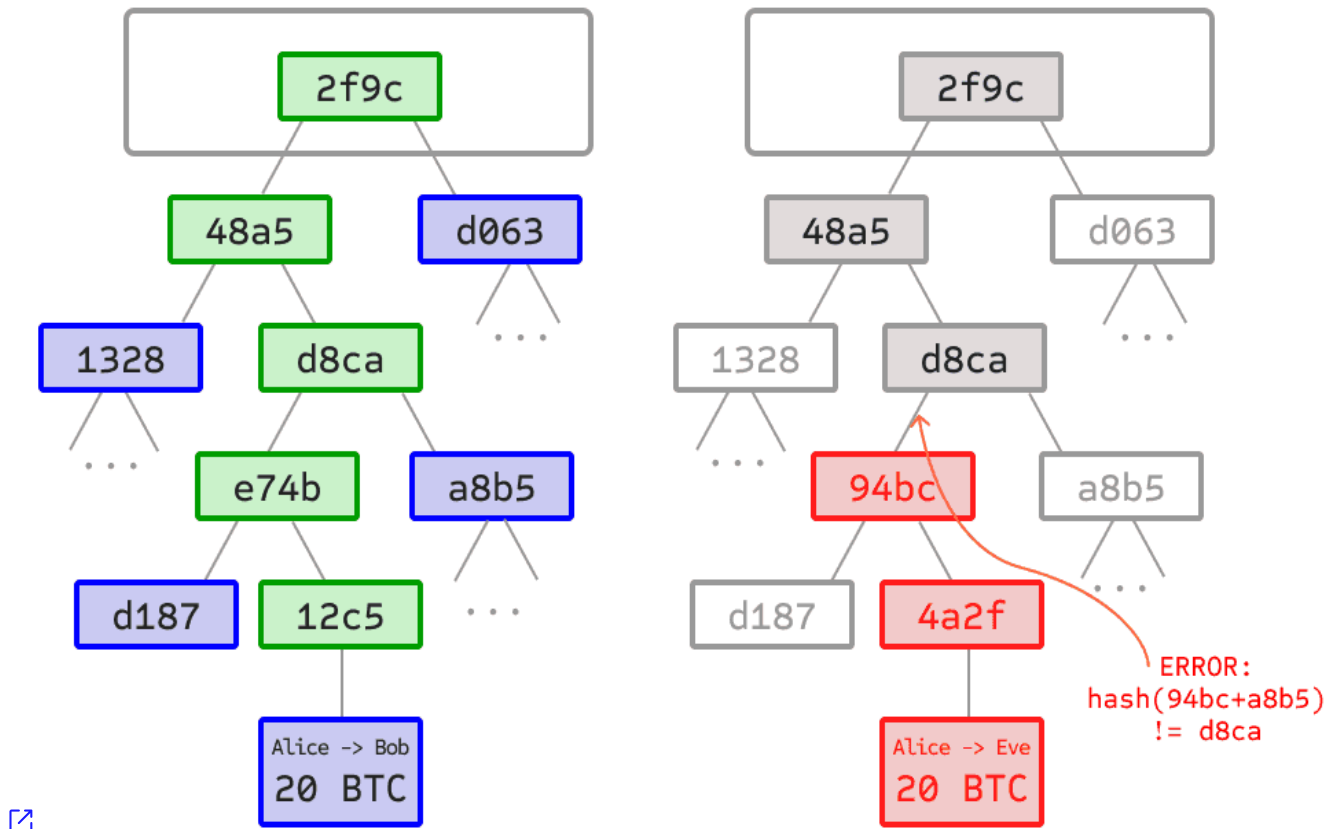 2f9c
48a5
d063
1328
d8ca
...
...
e74b
a8b5
d187
12c5
...
Alice -> Bob
20 BTC
2f9c
48a5
d063
1328
d8ca
...
...
94bc
a8b5
d187
4a2f
...
Alice -> Eve
20 BTC
ERROR:
hash(94bc+a8b5)
!= d8ca